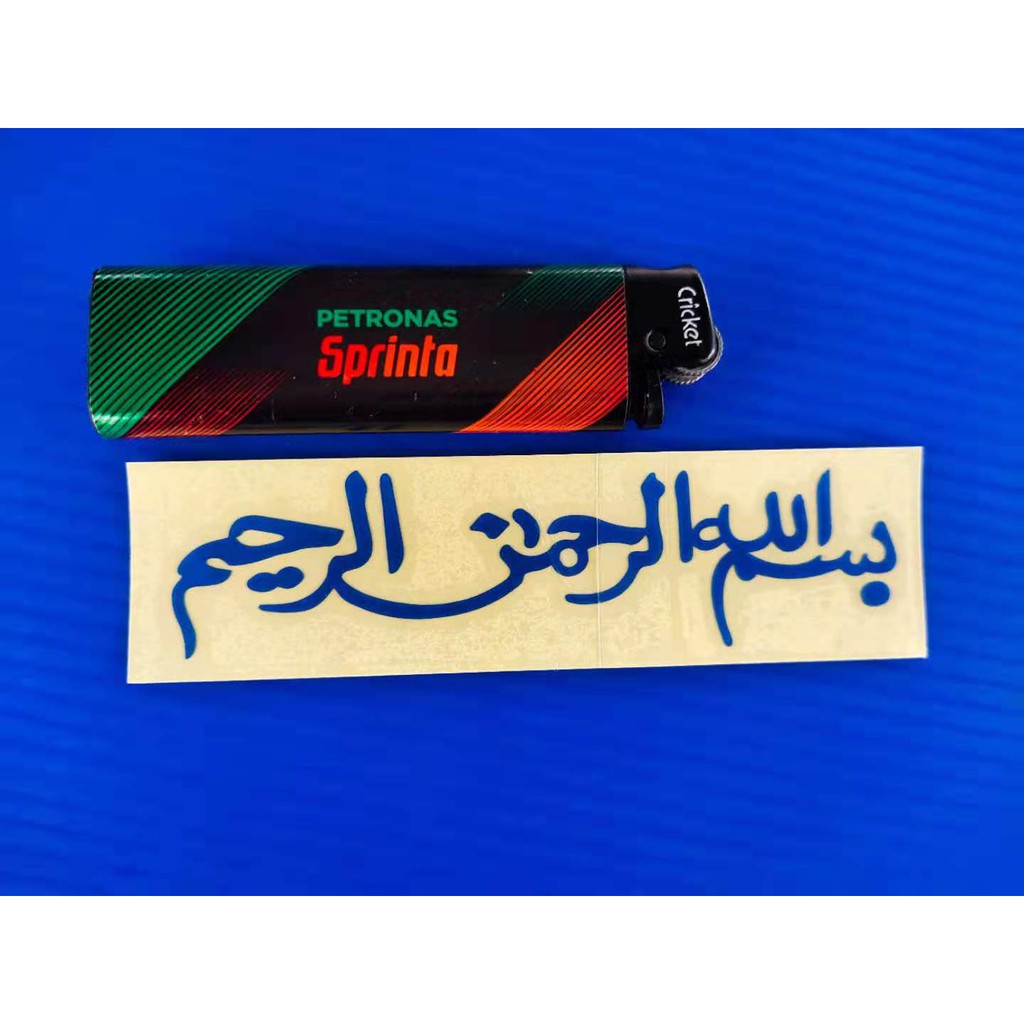 PETRONAS
Sprinta
Cricket
بسم الله الرحمن الرحيم